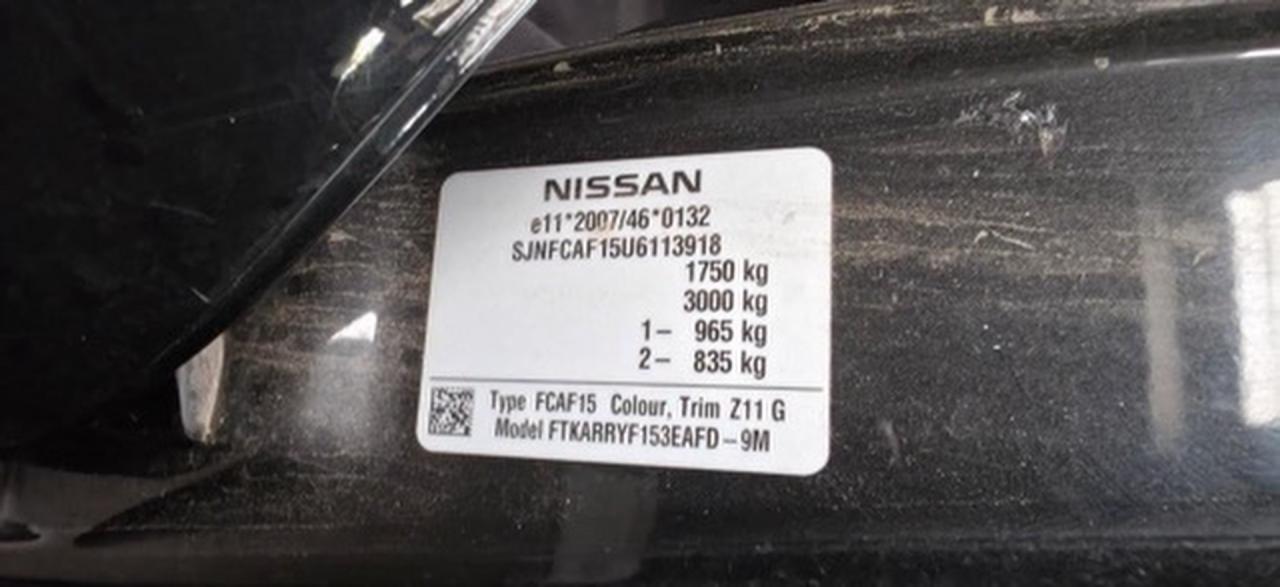 NISSAN
e11*2007/46*0132
SJNFCAF15U6113918
1750 kg
3000 kg
1– 965 kg
2– 835 kg
Type FCAF15 Colour, Trim Z11 G
Model FTKARRYF153EAFD–9M